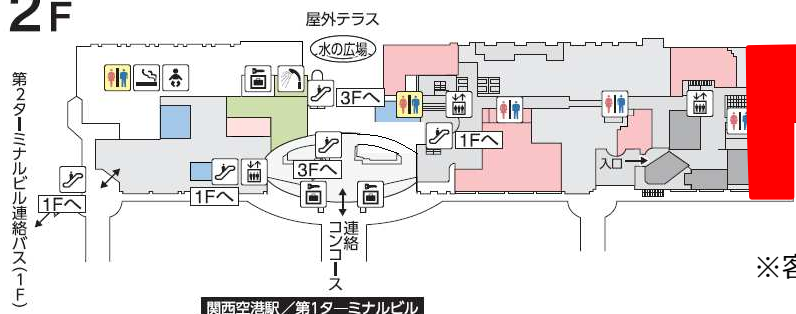 2F
屋外テラス
水の広場
3Fへ
1Fへ
入口
3Fへ
1Fへ
1Fへ
第2ターミナルビル連絡バス(1F)
連絡
コンコース
※客
関西空港駅/第1ターミナルビル